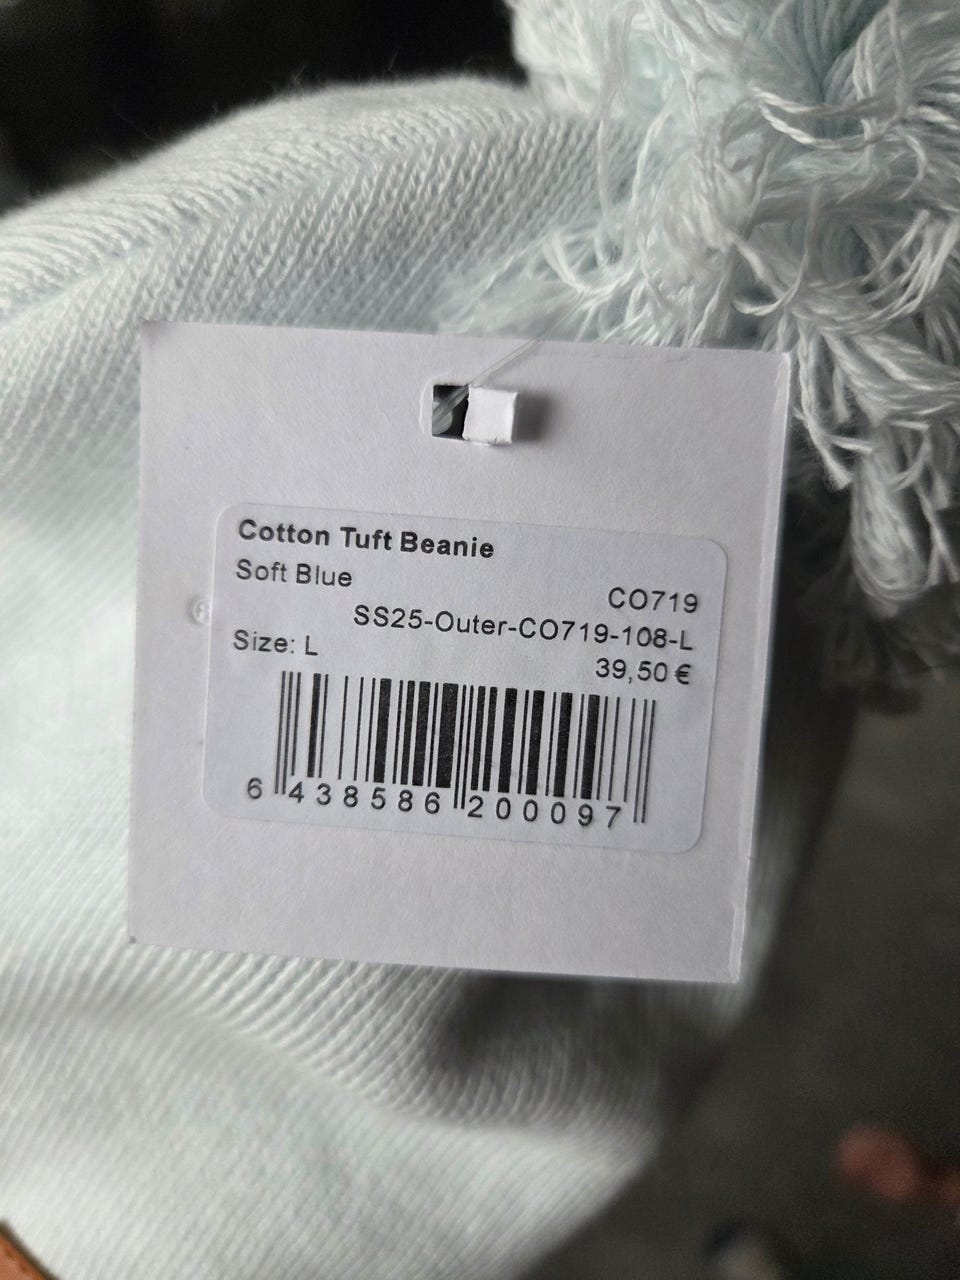 Cotton Tuft Beanie
Soft Blue
CO719
SS25-Outer-CO719-108-L
Size: L
39,50 €
6 438586 200097